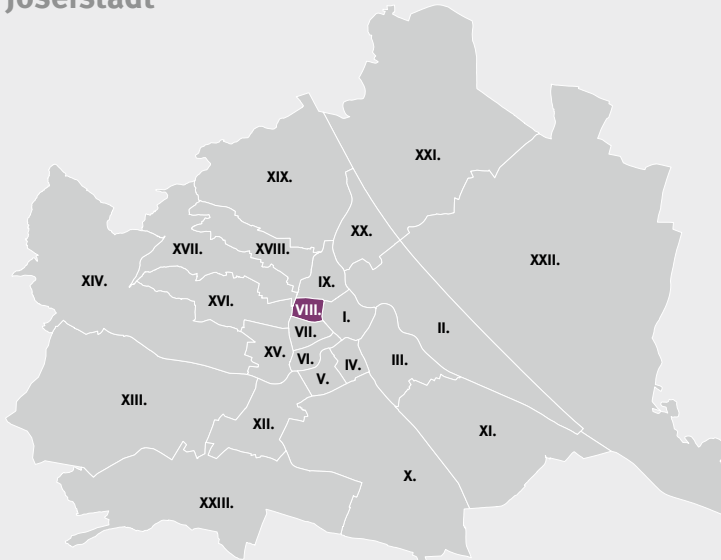 Josefstadt
XXI.
XIX.
XX.
XVII.
XVIII.
XXII.
XIV.
IX.
XVI.
VIII.
I.
II.
VII.
XV.
VI.
IV.
III.
V.
XIII.
XII.
XI.
X.
XXIII.